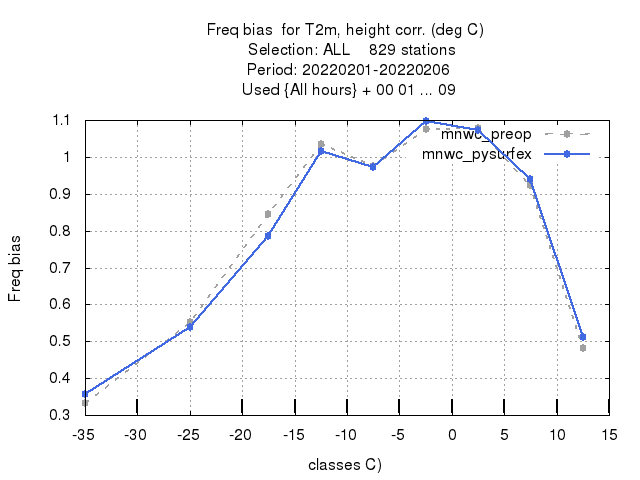 Freq bias  for T2m, height corr. (deg C)
Selection: ALL    829 stations
Period: 20220201-20220206
Used {All hours} + 00 01 ... 09
1.1
1
0.9
0.8
0.7
0.6
0.5
0.4
0.3
Freq bias
mnwc_preop
mnwc_pysurfex
-35 -30 -25 -20 -15 -10 -5 0 5 10 15
classes C)